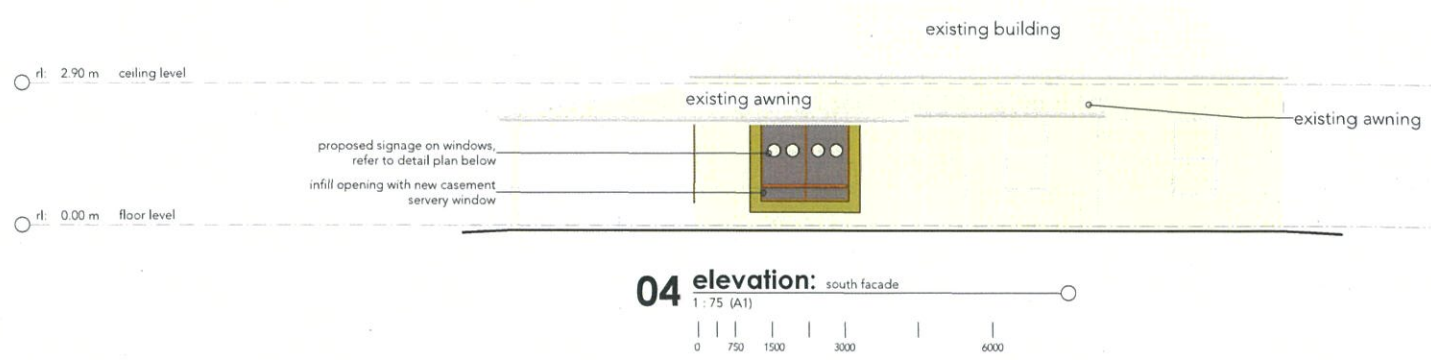 existing building
rl: 2.90 m ceiling level
existing awning
existing awning
proposed signage on windows,
refer to detail plan below
infill opening with new casement
servery window
rl: 0.00 m floor level
04 elevation: south facade
1 : 75 (A1)
0 750 1500 3000 6000